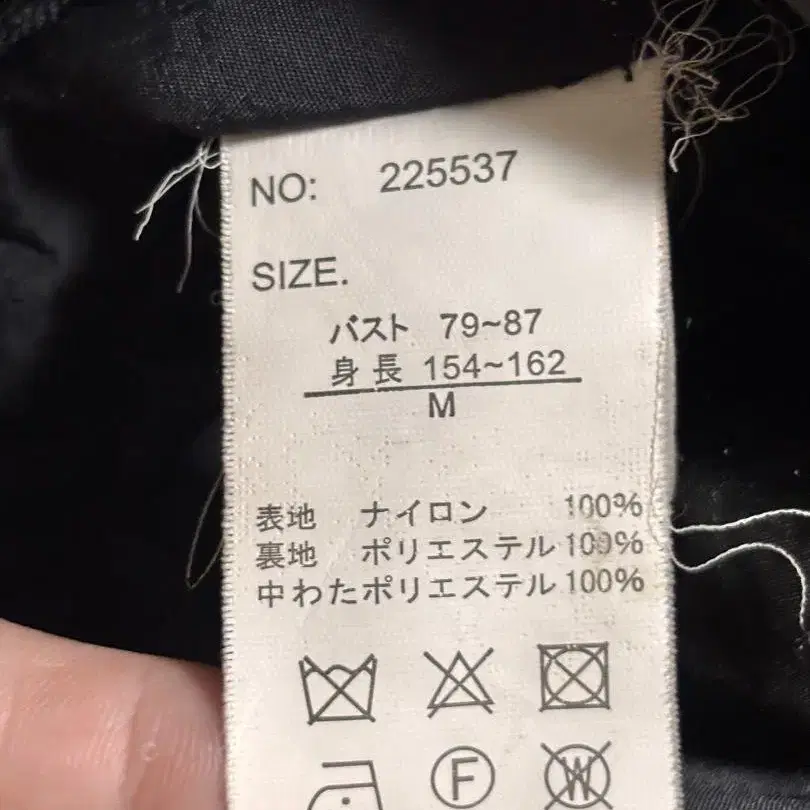 NO: 225537
SIZE.
バスト 79~87
身長 154~162
M
表地 ナイロン 100%
裏地 ポリエステル 100%
中わたポリエステル 100%
F
W